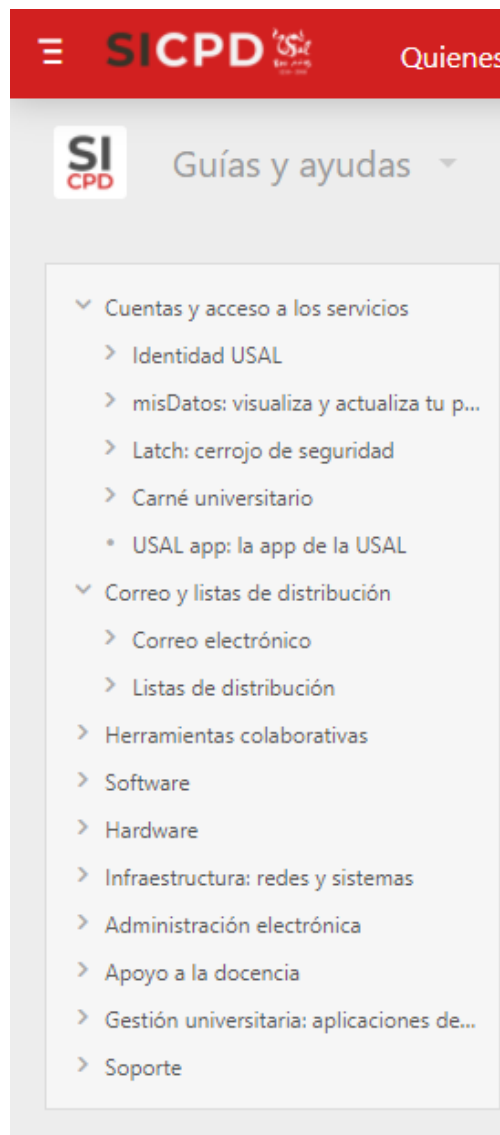 SICPD
Quienes
SI
CPD
Guías y ayudas
Cuentas y acceso a los servicios
Identidad USAL
misDatos: visualiza y actualiza tu p...
Latch: cerrojo de seguridad
Carné universitario
USAL app: la app de la USAL
Correo y listas de distribución
Correo electrónico
Listas de distribución
Herramientas colaborativas
Software
Hardware
Infraestructura: redes y sistemas
Administración electrónica
Apoyo a la docencia
Gestión universitaria: aplicaciones de...
Soporte